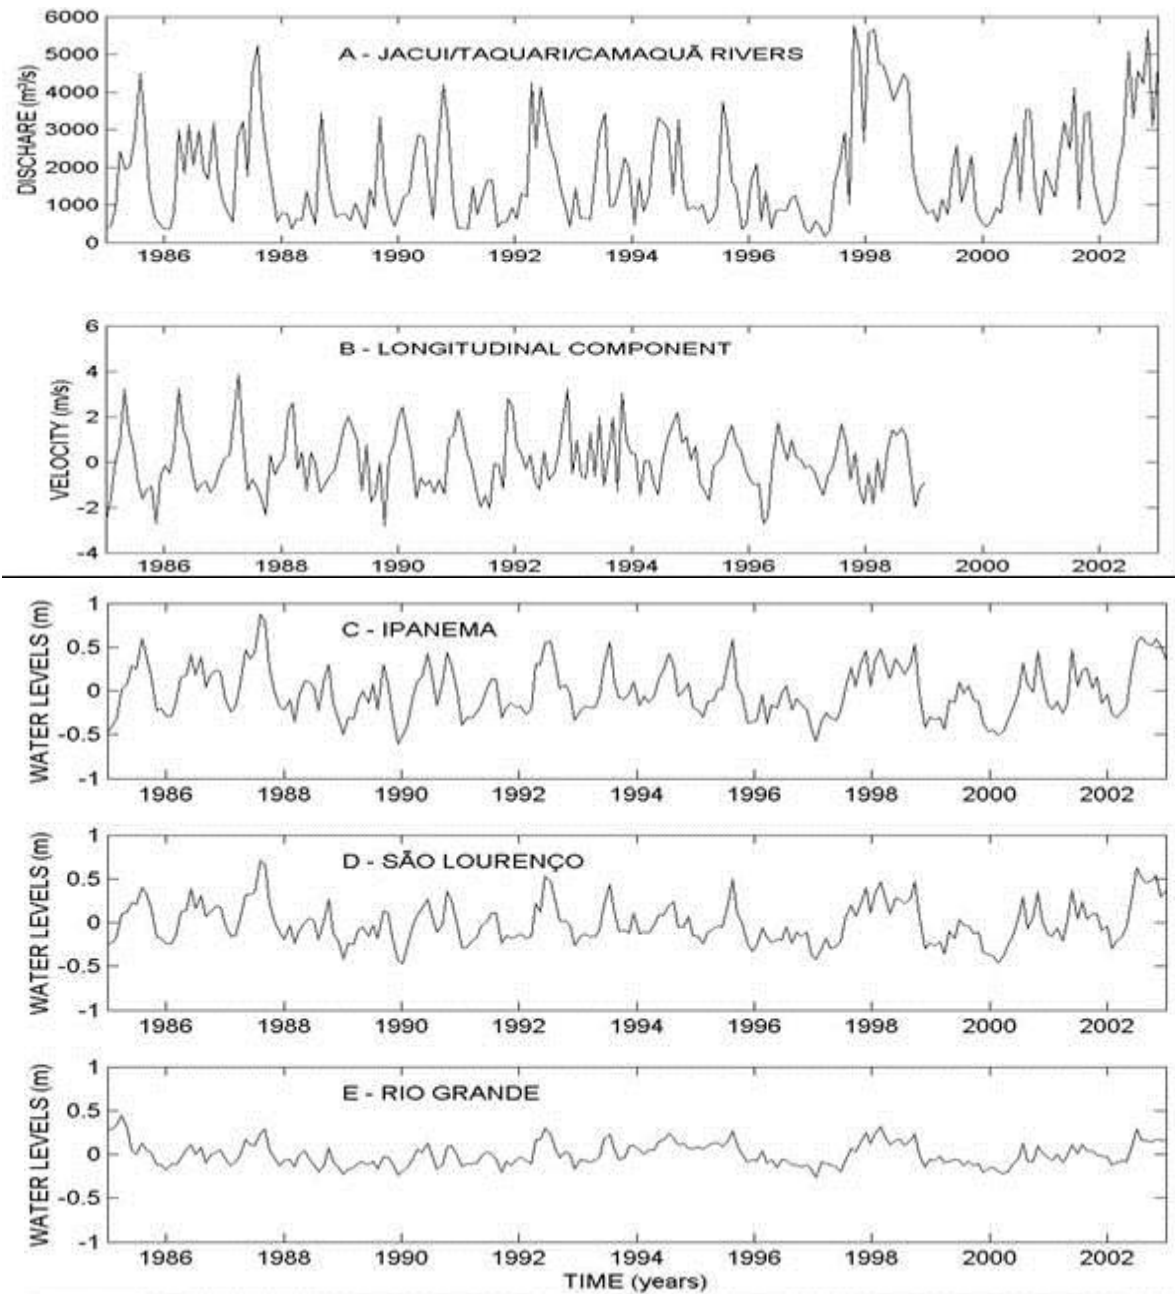 6000
5000
4000
3000
2000
1000
0
DISCHARE (m³/s)
A - JACUI/TAQUARI/CAMAQUÃ RIVERS
1986 1988 1990 1992 1994 1996 1998 2000 2002
6
4
2
0
-2
-4
VELOCITY (m/s)
B - LONGITUDINAL COMPONENT
1986 1988 1990 1992 1994 1996 1998 2000 2002
1
0.5
0
-0.5
-1
WATER LEVELS (m)
C - IPANEMA
1986 1988 1990 1992 1994 1996 1998 2000 2002
1
0.5
0
-0.5
-1
WATER LEVELS (m)
D - SÃO LOURENÇO
1986 1988 1990 1992 1994 1996 1998 2000 2002
1
0.5
0
-0.5
-1
WATER LEVELS (m)
E - RIO GRANDE
1986 1988 1990 1992 1994 1996 1998 2000 2002
TIME (years)